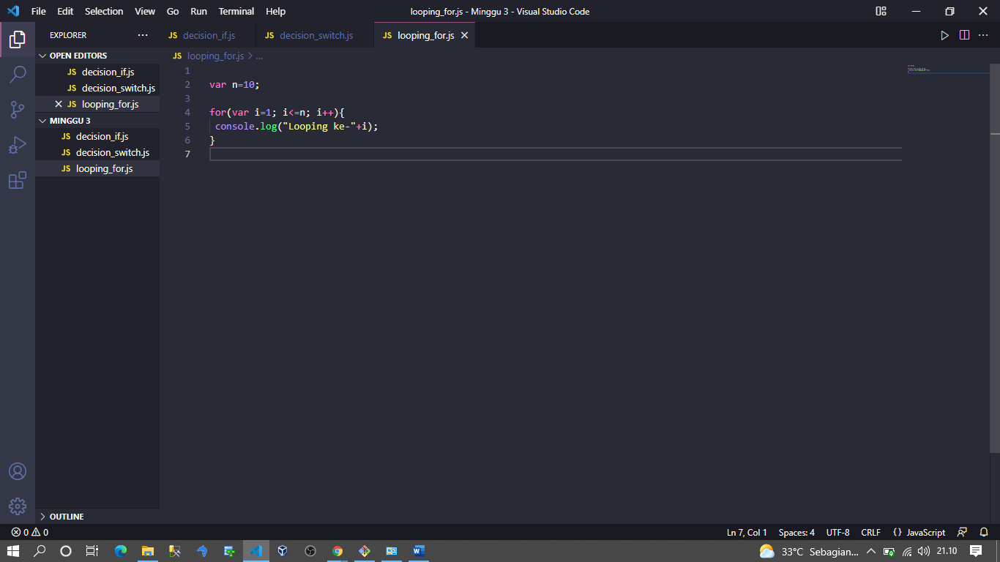 File Edit Selection View Go Run Terminal Help looping_for.js - Minggu 3 - Visual Studio Code
EXPLORER ... JS decision_if.js JS decision_switch.js JS looping_for.js
OPEN EDITORS
JS decision_if.js
JS decision_switch.js
JS looping_for.js
MINGGU 3
JS decision_if.js
JS decision_switch.js
JS looping_for.js
OUTLINE
JS looping_for.js > ...
1
2 var n=10;
3
4 for(var i=1; i<=n; i++){
5 console.log("Looping ke-"+i);
6 }
7
0 0 Ln 7, Col 1 Spaces: 4 UTF-8 CRLF {} JavaScript
33°C Sebagian... 21.10